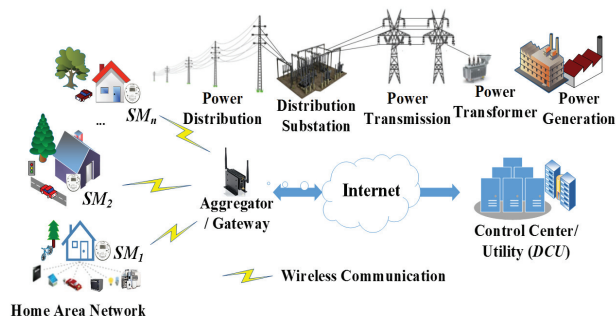 SMn
Power
Distribution
Distribution
Substation
Power
Transmission
Power
Transformer
Power
Generation
...
SM2
Aggregator
/ Gateway
Internet
Control Center/
Utility (DCU)
SM1
Wireless Communication
Home Area Network